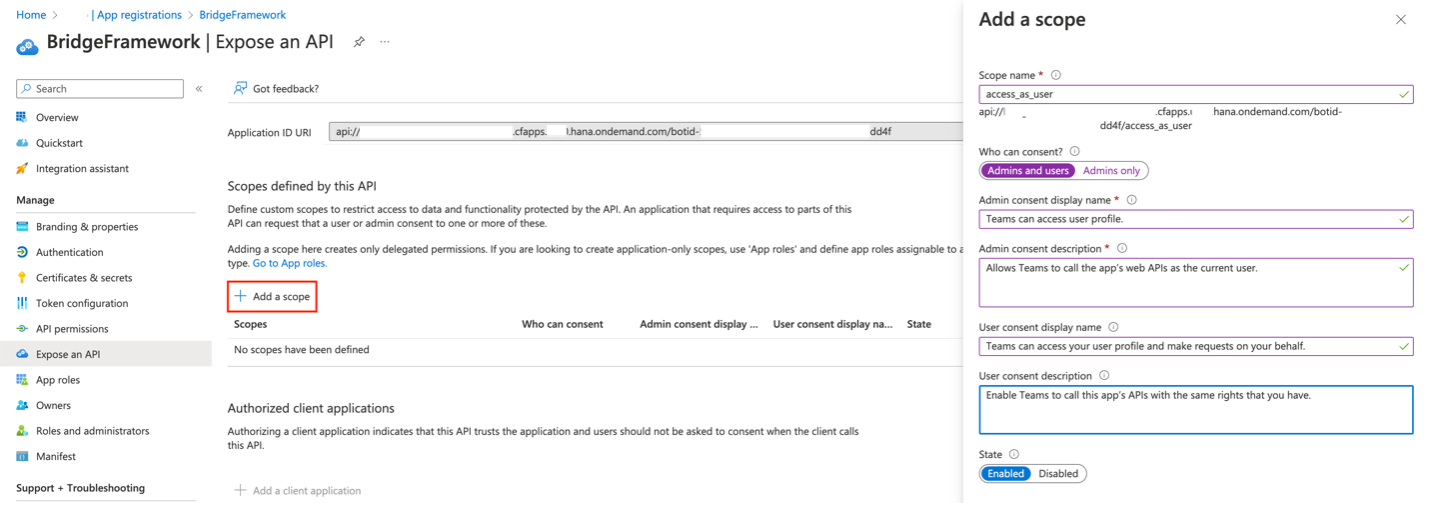 Home > | App registrations > BridgeFramework
BridgeFramework | Expose an API ...
Search
«
Overview
Quickstart
Integration assistant
Manage
Branding & properties
Authentication
Certificates & secrets
Token configuration
API permissions
Expose an API
App roles
Owners
Roles and administrators
Manifest
Support + Troubleshooting
Got feedback?
Application ID URI api:// .cfapps. .hana.ondemand.com/botid- dd4f
Scopes defined by this API
Define custom scopes to restrict access to data and functionality protected by the API. An application that requires access to parts of this
API can request that a user or admin consent to one or more of these.
Adding a scope here creates only delegated permissions. If you are looking to create application-only scopes, use 'App roles' and define app roles assignable to a
type. Go to App roles.
+ Add a scope
Scopes Who can consent Admin consent display ... User consent display na... State
No scopes have been defined
Authorized client applications
Authorizing a client application indicates that this API trusts the application and users should not be asked to consent when the client calls
this API.
+ Add a client application
Add a scope
Scope name *
access_as_user
api:// .cfapps. hana.ondemand.com/botid-
dd4f/access_as_user
Who can consent?
Admins and users Admins only
Admin consent display name *
Teams can access user profile.
Admin consent description *
Allows Teams to call the app's web APIs as the current user.
User consent display name
Teams can access your user profile and make requests on your behalf.
User consent description
Enable Teams to call this app's APIs with the same rights that you have.
State
Enabled Disabled